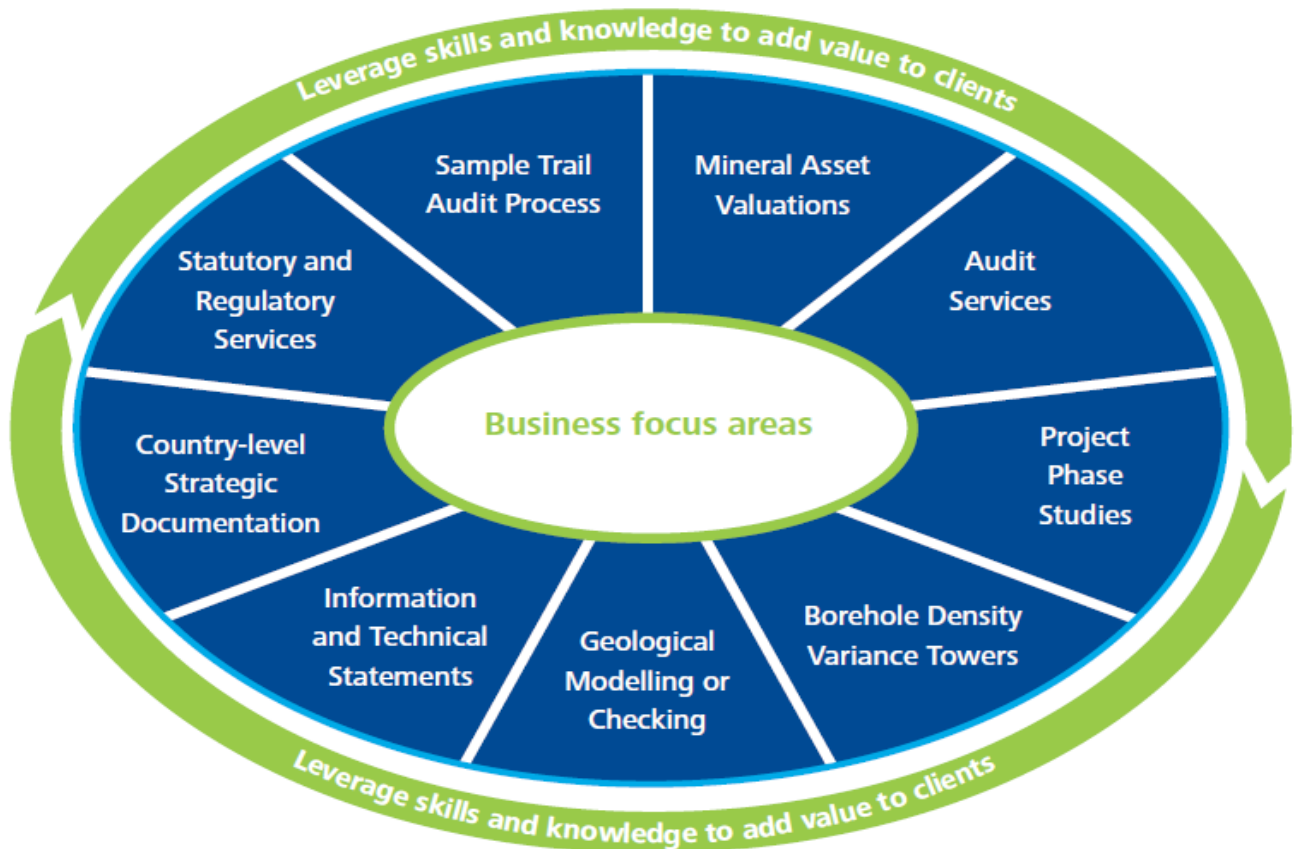 Leverage skills and knowledge to add value to clients
Sample Trail
Audit Process
Mineral Asset
Valuations
Audit
Services
Project
Phase
Studies
Borehole Density
Variance Towers
Geological
Modelling or
Checking
Information
and Technical
Statements
Country-level
Strategic
Documentation
Statutory and
Regulatory
Services
Business focus areas
Leverage skills and knowledge to add value to clients